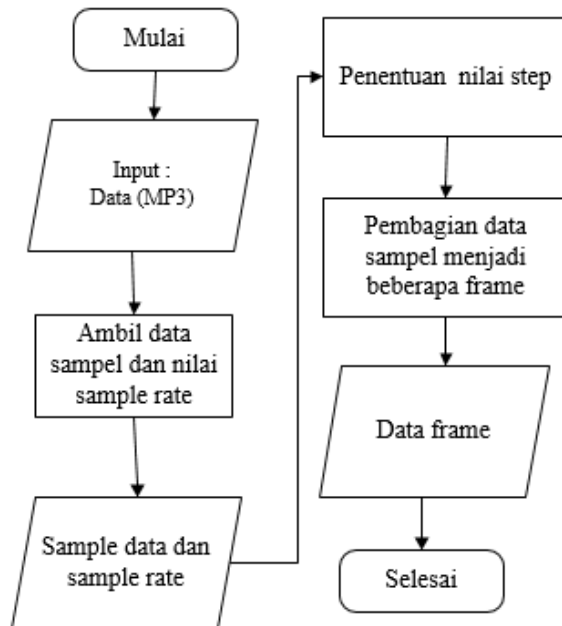 Mulai
Input :
Data (MP3)
Ambil data
sampel dan nilai
sample rate
Sample data dan
sample rate
Penentuan nilai step
Pembagian data
sampel menjadi
beberapa frame
Data frame
Selesai